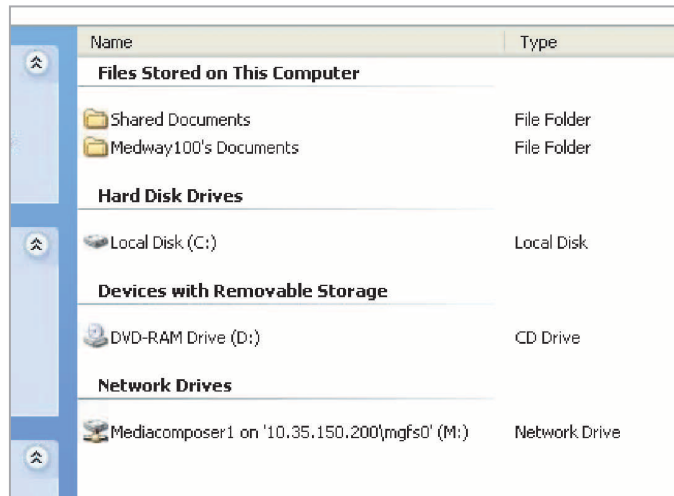 Name Type
Files Stored on This Computer
Shared Documents File Folder
Medway100's Documents File Folder
Hard Disk Drives
Local Disk (C:) Local Disk
Devices with Removable Storage
DVD-RAM Drive (D:) CD Drive
Network Drives
Mediacomposer1 on '10.35.150.200\mgfs0' (M:) Network Drive